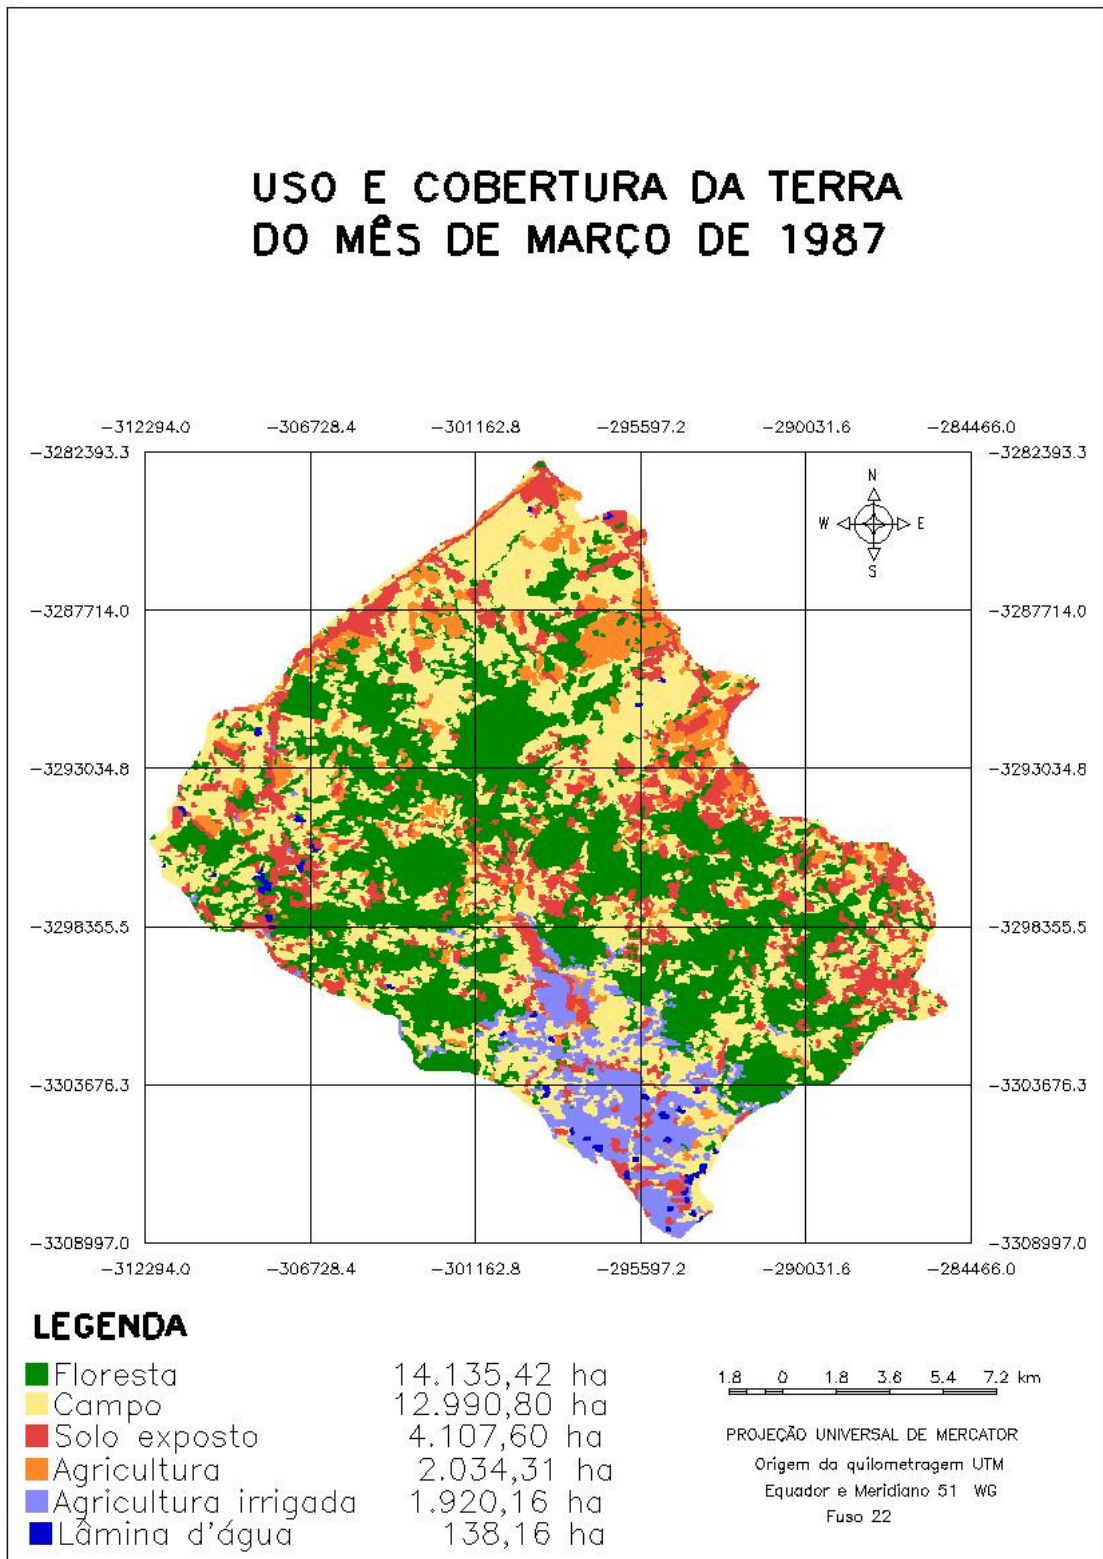 USO E COBERTURA DA TERRA
DO MÊS DE MARÇO DE 1987
-312294.0 -306728.4 -301162.8 -295597.2 -290031.6 -284466.0
-3282393.3 -3282393.3
N
W E
S
-3287714.0 -3287714.0
-3293034.8 -3293034.8
-3298355.5 -3298355.5
-3303676.3 -3303676.3
-3308997.0 -3308997.0
-312294.0 -306728.4 -301162.8 -295597.2 -290031.6 -284466.0
LEGENDA
Floresta 14.135,42 ha
Campo 12.990,80 ha
Solo exposto 4.107,60 ha
Agricultura 2.034,31 ha
Agricultura irrigada 1.920,16 ha
Lâmina d'água 138,16 ha
1.8 0 1.8 3.6 5.4 7.2 km
PROJEÇÃO UNIVERSAL DE MERCATOR
Origem da quilometragem UTM
Equador e Meridiano 51 WG
Fuso 22